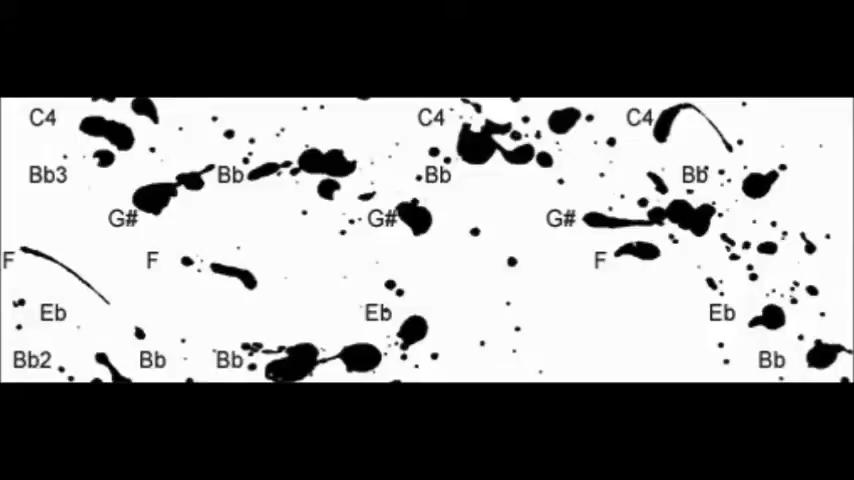 C4 C4 C4
Bb3 Bb Bb Bb
G# G# G#
F F F
Eb Eb Eb
Bb2 Bb Bb Bb